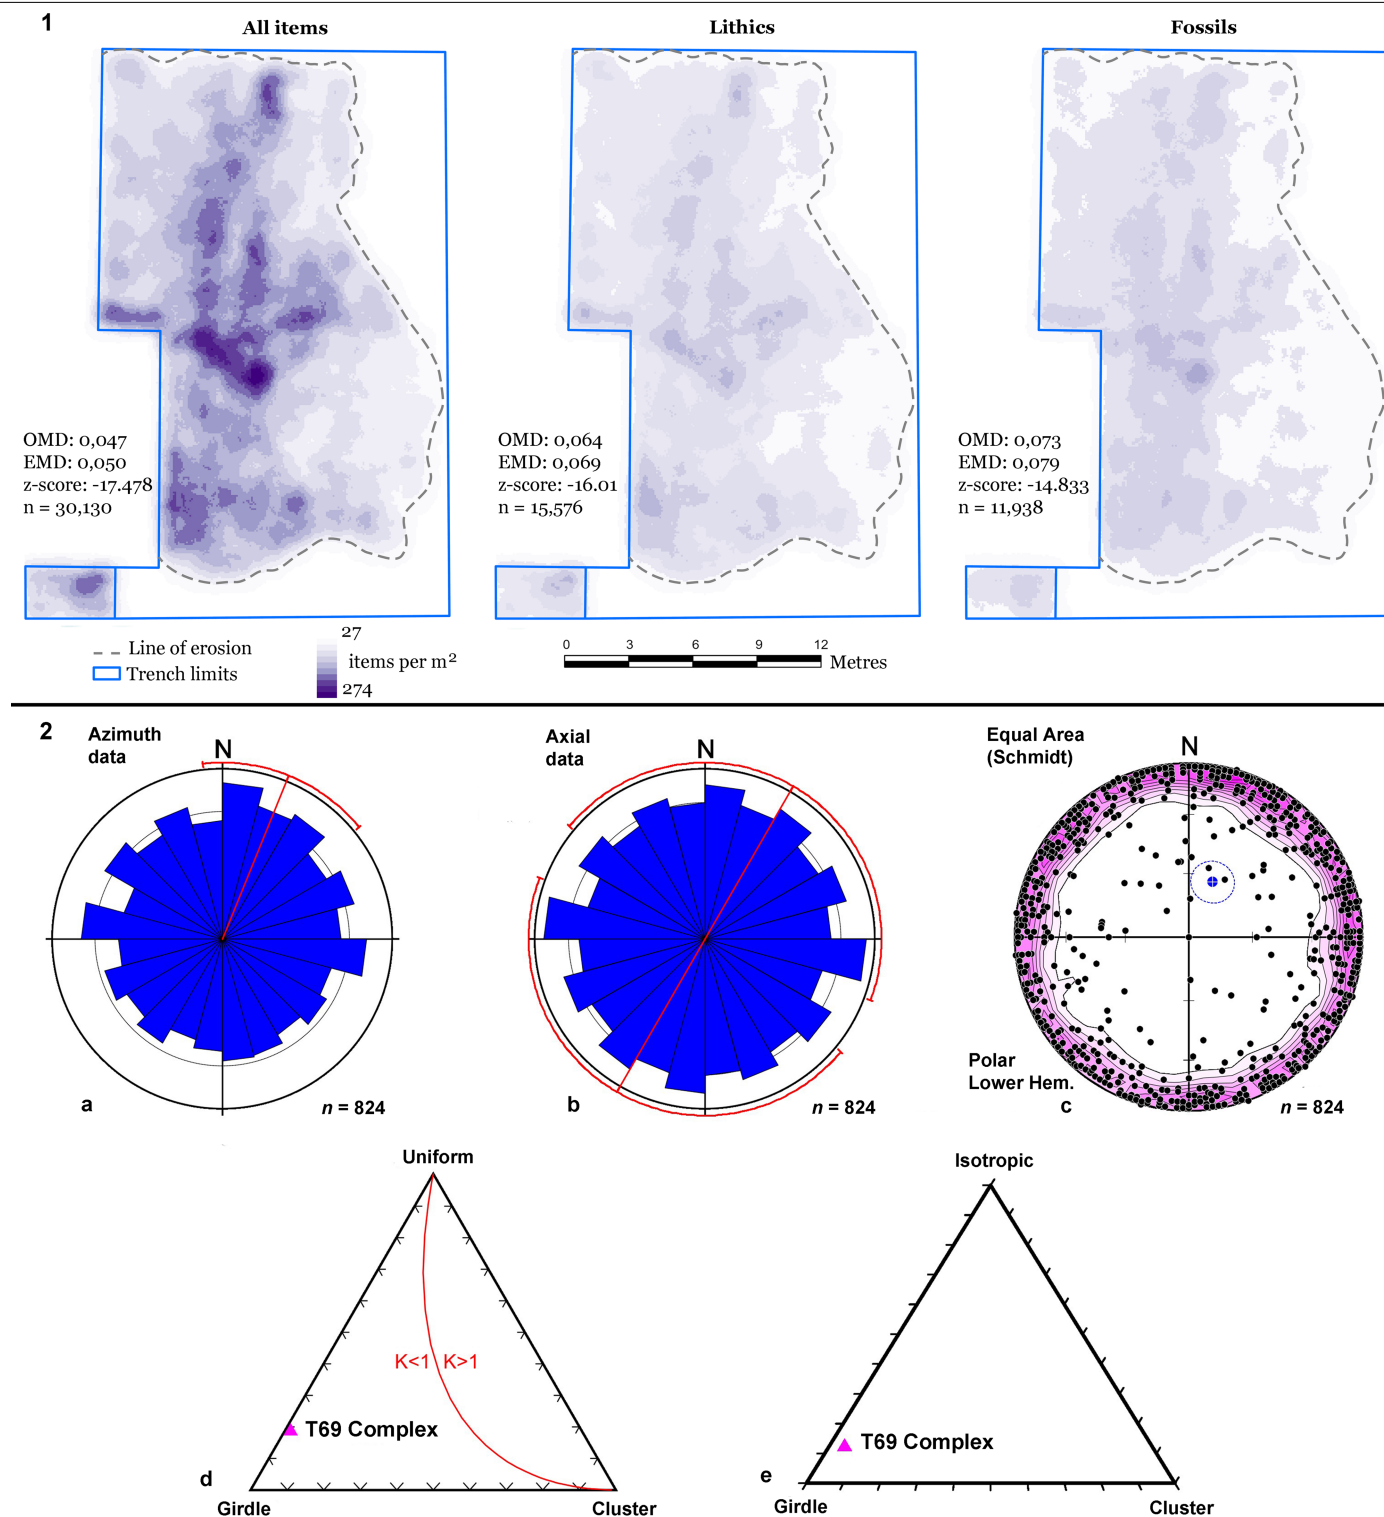 1
All items
Lithics
Fossils
OMD: 0,047
EMD: 0,050
z-score: -17.478
n = 30,130
OMD: 0,064
EMD: 0,069
z-score: -16.01
n = 15,576
OMD: 0,073
EMD: 0,079
z-score: -14.833
n = 11,938
Line of erosion
Trench limits
27
items per m²
274
0 3 6 9 12
Metres
2
Azimuth
data
N
a
n = 824
Axial
data
N
b
n = 824
Equal Area
(Schmidt)
N
Polar
Lower Hem.
c
n = 824
Uniform
K<1 K>1
T69 Complex
d
Girdle
Cluster
Isotropic
T69 Complex
e
Girdle
Cluster